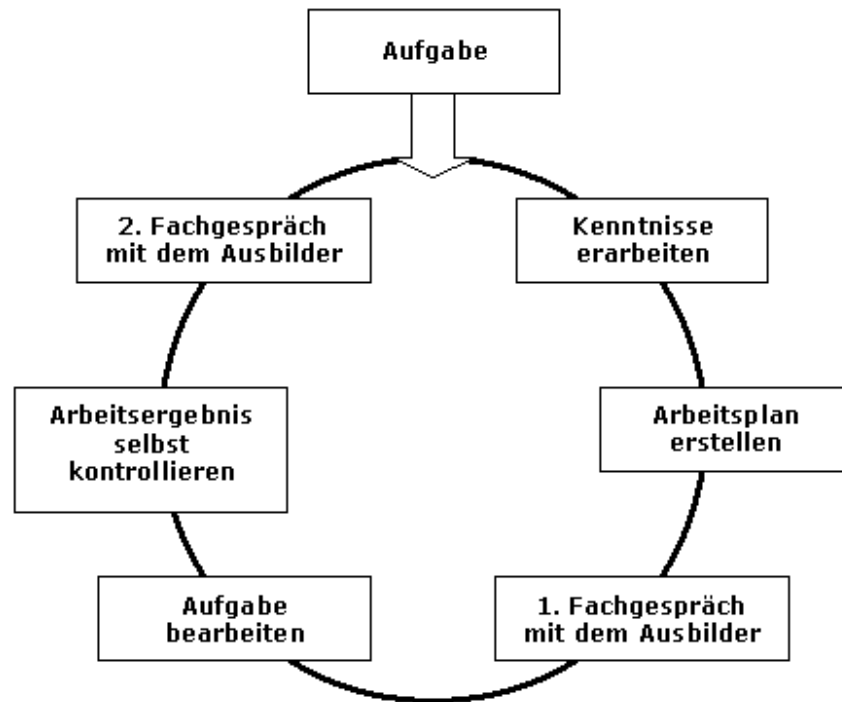 Aufgabe
Kenntnisse
erarbeiten
Arbeitsplan
erstellen
1. Fachgespräch
mit dem Ausbilder
Aufgabe
bearbeiten
Arbeitsergebnis
selbst
kontrollieren
2. Fachgespräch
mit dem Ausbilder